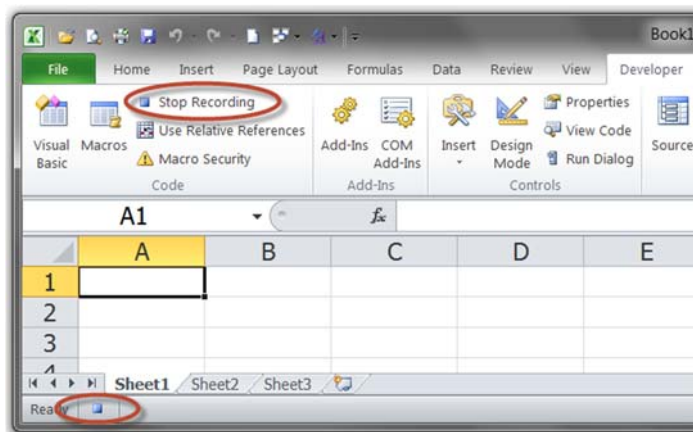 Book1
File Home Insert Page Layout Formulas Data Review View Developer
Visual Basic
Macros
Stop Recording
Use Relative References
Macro Security
Code
Add-Ins
COM Add-Ins
Add-Ins
Insert
Design Mode
Properties
View Code
Run Dialog
Controls
Source
A1 fx
A B C D E
1
2
3
4
Sheet1 Sheet2 Sheet3
Ready